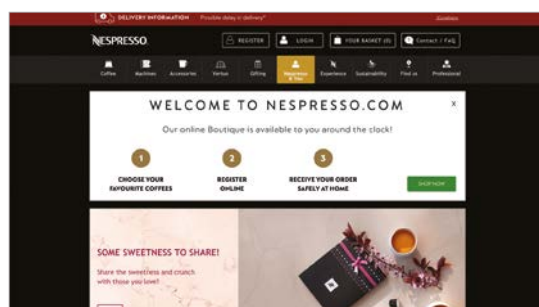 DELIVERY INFORMATION Possible delay in delivery*
NESPRESSO
REGISTER
LOGIN
YOUR BASKET (0)
Contact / FAQ
Coffee
Machines
Accessories
Vertuo
Gifting
Nespresso & You
Experience
Sustainability
Find us
Professional
WELCOME TO NESPRESSO.COM
X
Our online Boutique is available to you around the clock!
1
2
3
CHOOSE YOUR
FAVOURITE COFFEES
REGISTER
ONLINE
RECEIVE YOUR ORDER
SAFELY AT HOME
SHOP NOW
SOME SWEETNESS TO SHARE!
Share the sweetness and crunch
with those you love!